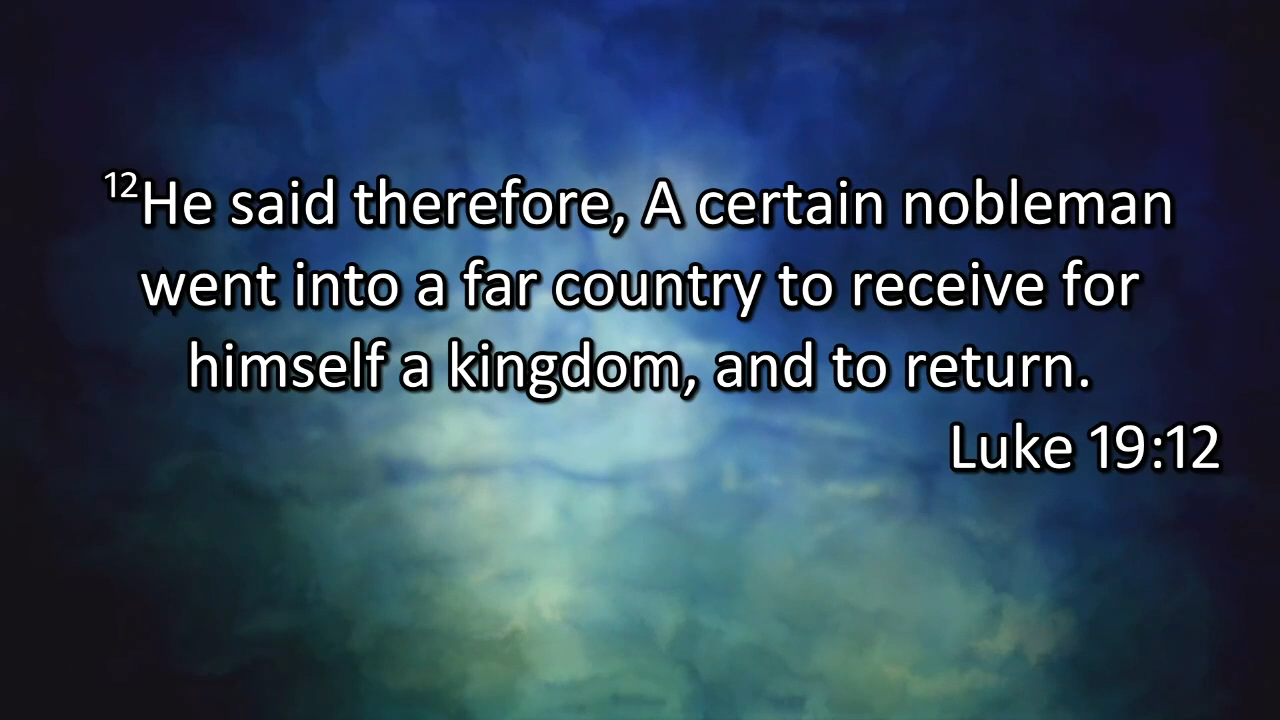 ¹²He said therefore, A certain nobleman
went into a far country to receive for
himself a kingdom, and to return.
Luke 19:12